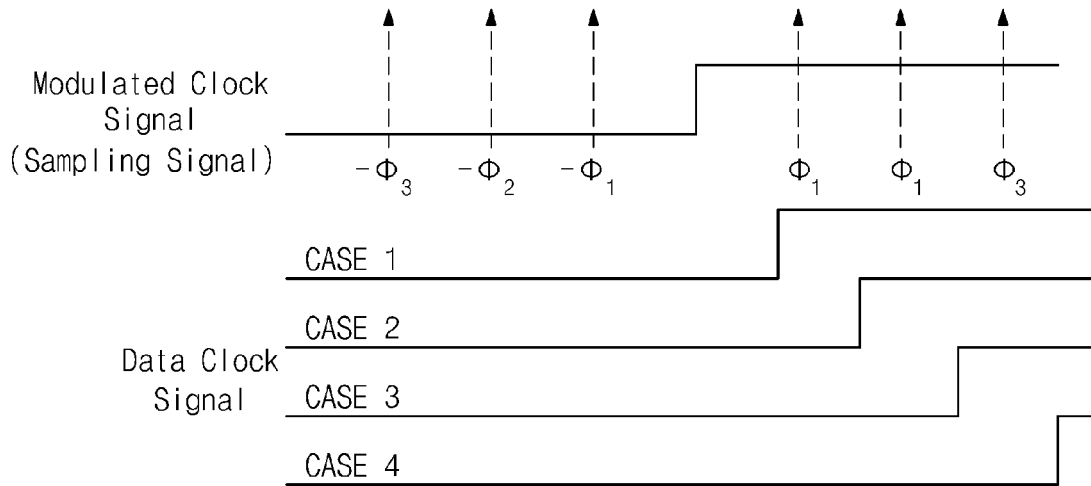 Modulated Clock
Signal
(Sampling Signal)
-Φ₃ -Φ₂ -Φ₁ Φ₁ Φ₁ Φ₃
CASE 1
CASE 2
Data Clock
Signal
CASE 3
CASE 4